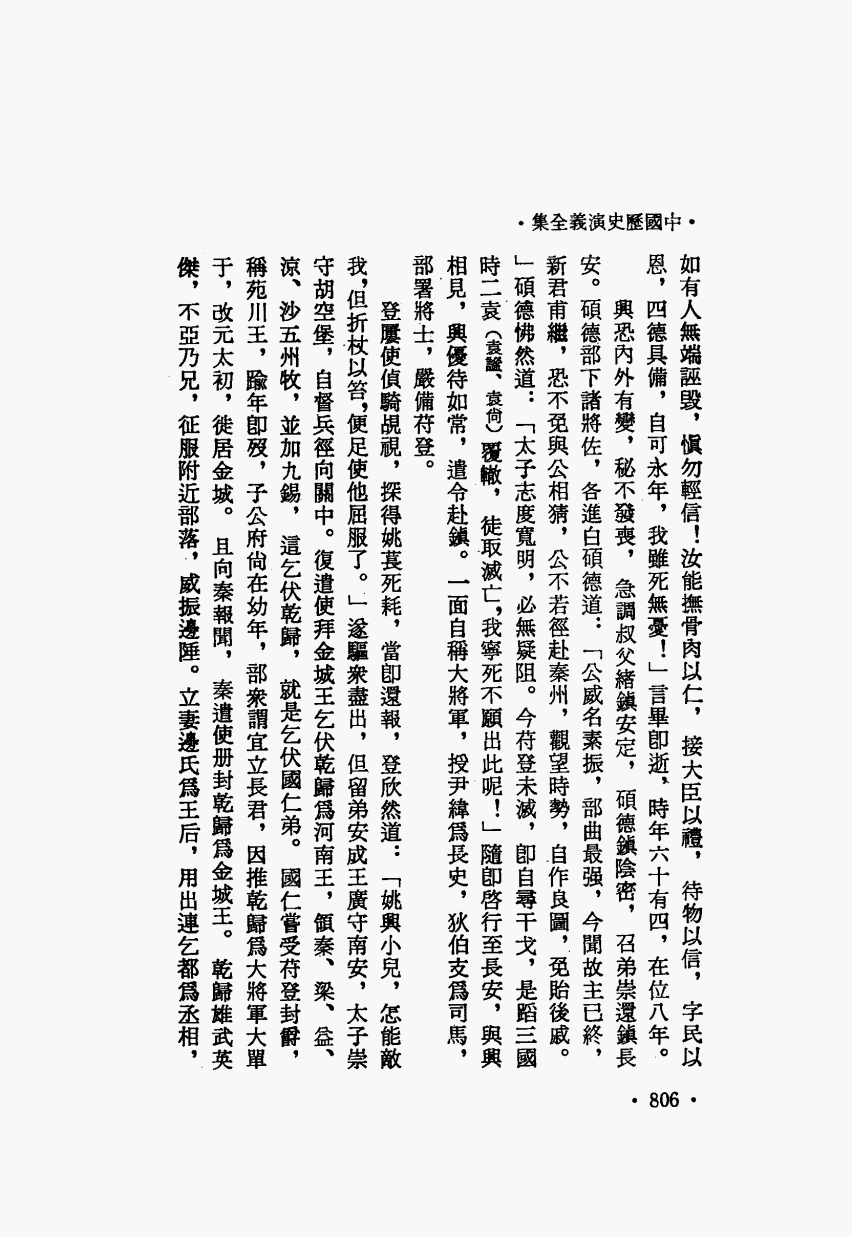 •中國歷史演義全集•
如有人無端誣毀，愼勿輕信！汝能撫骨肉以仁，接大臣以禮，待物以信，字民以
恩，四德具備，自可永年，我雖死無憂！」言畢卽逝，時年六十有四，在位八年。
興恐內外有變，秘不發喪，急調叔父緒鎭安定，碩德鎭陰密，召弟崇還鎭長
安。碩德部下諸將佐，各進白碩德道：「公威名素振，部曲最强，今聞故主已終，
新君甫繼，恐不免與公相猜，公不若徑赴秦州，觀望時勢，自作良圖，免貽後戚。
」碩德怫然道：「太子志度寬明，必無疑阻。今苻登未滅，卽自尋干戈，是蹈三國
時二袁（袁譚、袁尙）覆轍，徒取滅亡，我寧死不願出此呢！」隨卽啓行至長安，與興
相見，興優待如常，遣令赴鎭。一面自稱大將軍，授尹緯爲長史，狄伯支爲司馬，
部署將士，嚴備苻登。
登屢使偵騎覘視，探得姚萇死耗，當卽還報，登欣然道：「姚興小兒，怎能敵
我，但折杖以笞，便足使他屈服了。」遂驅衆盡出，但留弟安成王廣守南安，太子崇
守胡空堡，自督兵徑向關中。復遣使拜金城王乞伏乾歸爲河南王，領秦、梁、益、
涼、沙五州牧，並加九錫，這乞伏乾歸，就是乞伏國仁弟。國仁嘗受苻登封爵，
稱苑川王，踰年卽歿，子公府尙在幼年，部衆謂宜立長君，因推乾歸爲大將軍大單
于，改元太初，徙居金城。且向秦報聞，秦遣使册封乾歸爲金城王。乾歸雄武英
傑，不亞乃兄，征服附近部落，威振邊陲。立妻邊氏爲王后，用出連乞都爲丞相，
•806•